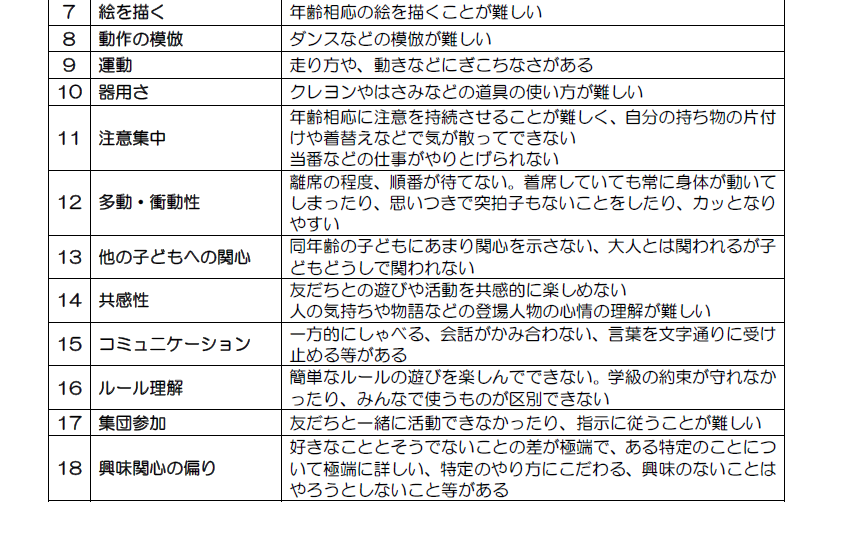 7 絵を描く 年齢相応の絵を描くことが難しい
8 動作の模倣 ダンスなどの模倣が難しい
9 運動 走り方や、動きなどにぎこちなさがある
10 器用さ クレヨンやはさみなどの道具の使い方が難しい
11 注意集中 年齢相応に注意を持続させることが難しく、自分の持ち物の片付
けや着替えなどで気が散ってできない
当番などの仕事がやりとげられない
12 多動・衝動性 離席の程度、順番が待てない。着席していても常に身体が動いて
しまったり、思いつきで突拍子もないことをしたり、カッとなり
やすい
13 他の子どもへの関心 同年齢の子どもにあまり関心を示さない、大人とは関われるが子
どもどうしで関われない
14 共感性 友だちとの遊びや活動を共感的に楽しめない
人の気持ちや物語などの登場人物の心情の理解が難しい
15 コミュニケーション 一方的にしゃべる、会話がかみ合わない、言葉を文字通りに受け
止める等がある
16 ルール理解 簡単なルールの遊びを楽しんでできない。学級の約束が守れなか
ったり、みんなで使うものが区別できない
17 集団参加 友だちと一緒に活動できなかったり、指示に従うことが難しい
18 興味関心の偏り 好きなこととそうでないことの差が極端で、ある特定のことにつ
いて極端に詳しい、特定のやり方にこだわる、興味のないことは
やろうとしないこと等がある